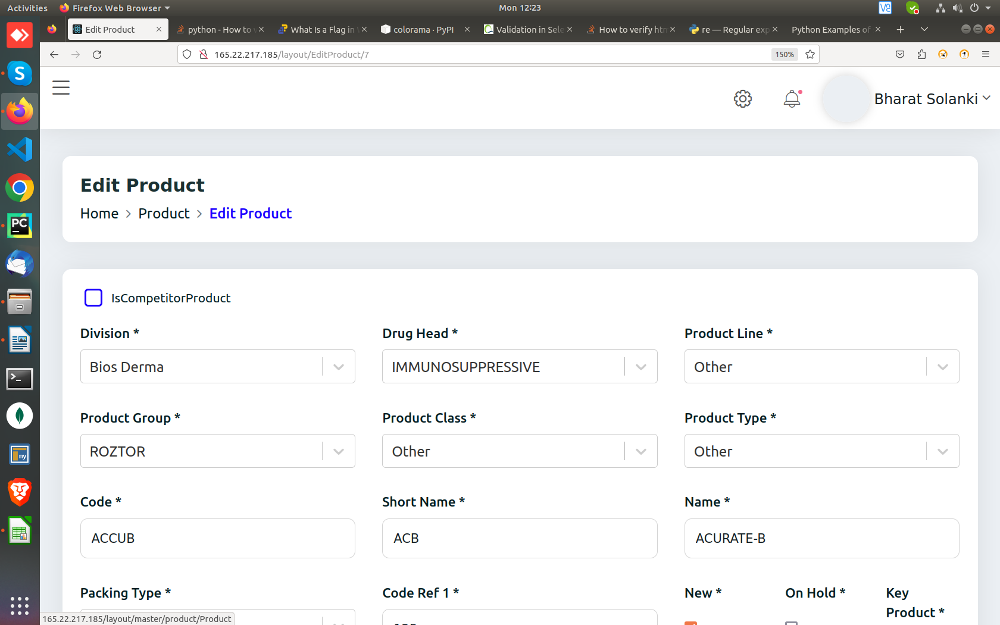 Activities Firefox Web Browser Mon 12:23
Edit Product python - How to v What Is a Flag in colorama · PyPI Validation in Sele How to verify htm re — Regular exp Python Examples of
165.22.217.185/layout/EditProduct/7 150%
Bharat Solanki
Edit Product
Home > Product > Edit Product
IsCompetitorProduct
Division * Drug Head * Product Line *
Bios Derma IMMUNOSUPPRESSIVE Other
Product Group * Product Class * Product Type *
ROZTOR Other Other
Code * Short Name * Name *
ACCUB ACB ACURATE-B
Packing Type * Code Ref 1 * New * On Hold * Key Product *
165.22.217.185/layout/master/product/Product